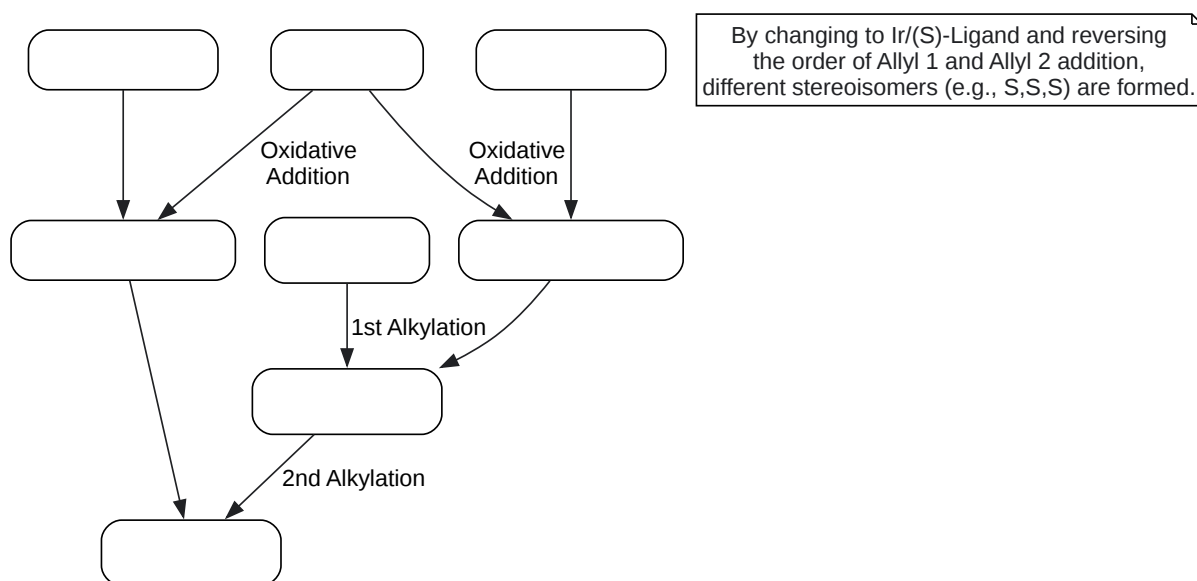 By changing to Ir/(S)-Ligand and reversing
the order of Allyl 1 and Allyl 2 addition,
different stereoisomers (e.g., S,S,S) are formed.
Oxidative
Addition
Oxidative
Addition
1st Alkylation
2nd Alkylation